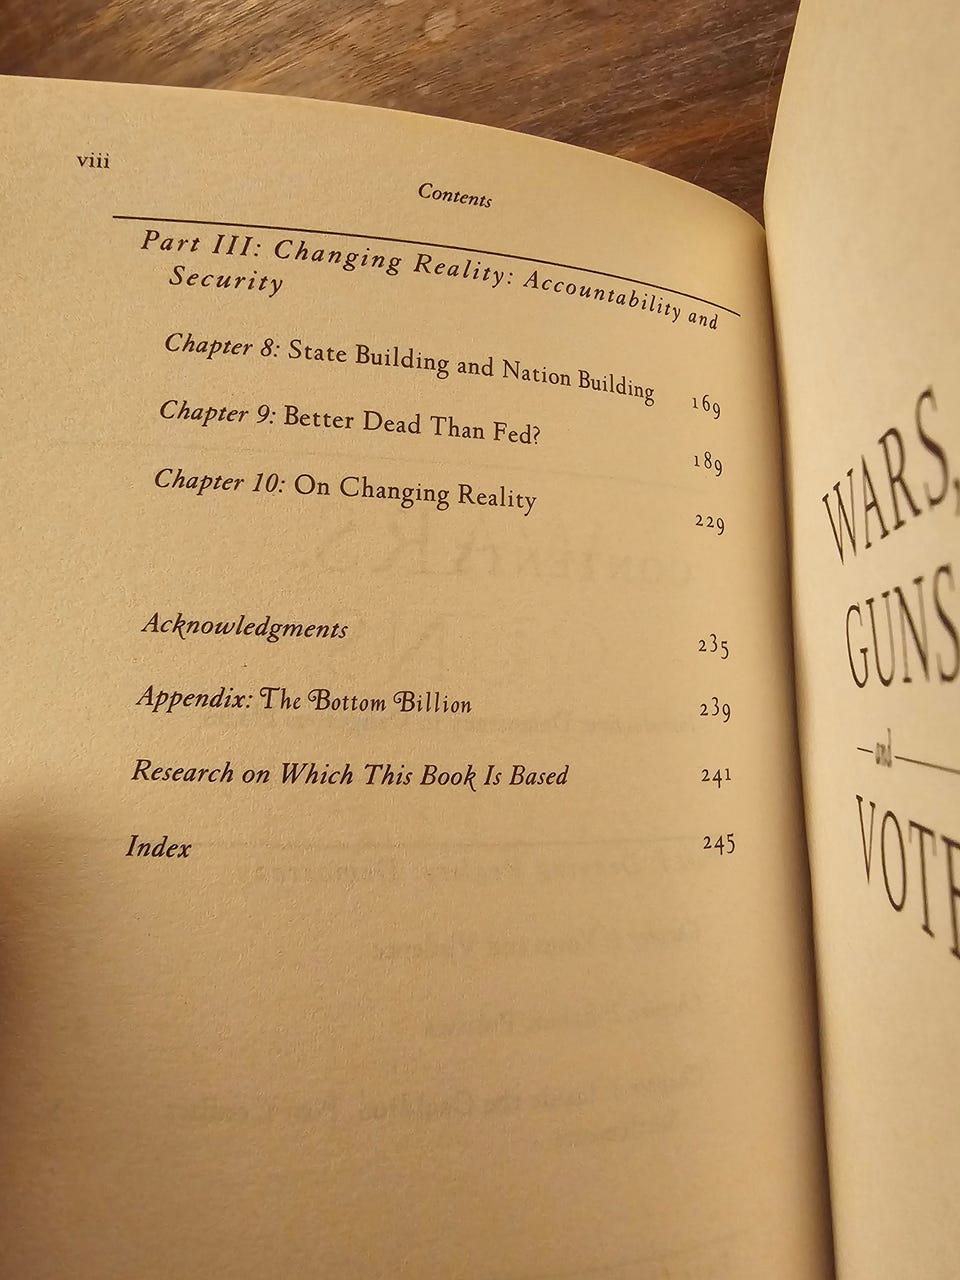 viii
Contents
Part III: Changing Reality: Accountability and
Security
Chapter 8: State Building and Nation Building 169
Chapter 9: Better Dead Than Fed? 189
Chapter 10: On Changing Reality 229
Acknowledgments 235
Appendix: The Bottom Billion 239
Research on Which This Book Is Based 241
Index 245
WARS,
GUNS
and
VOTE